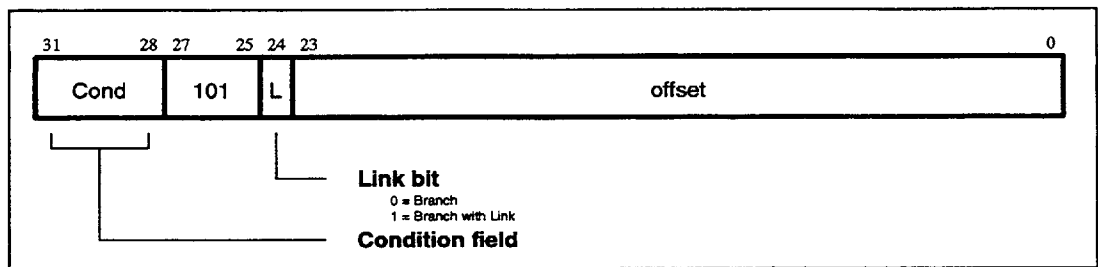 31 28 27 25 24 23 0
Cond 101 L offset
Link bit
0 = Branch
1 = Branch with Link
Condition field